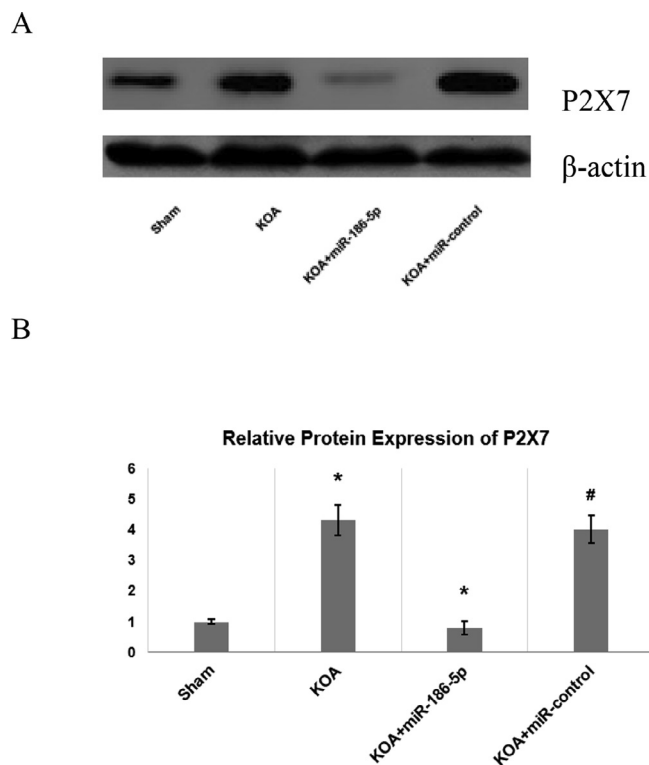 A
P2X7
β-actin
Sham
KOA
KOA+miR-186-5p
KOA+miR-control
B
Relative Protein Expression of P2X7
6
5
4
3
2
1
0
*
*
#
Sham
KOA
KOA+miR-186-5p
KOA+miR-control